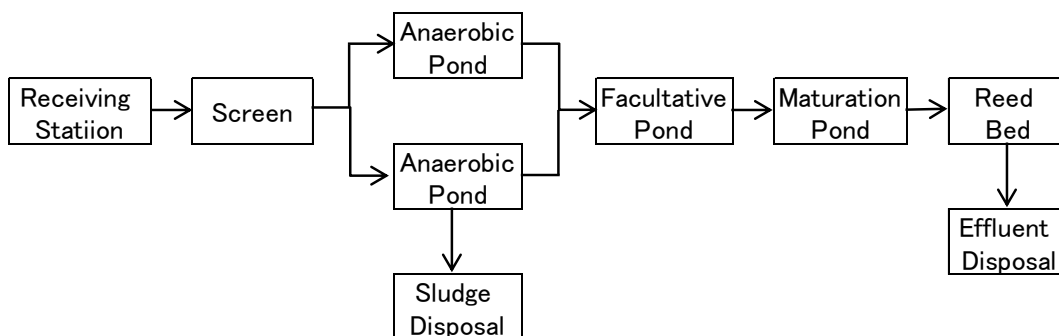 Receiving
Statiion
Screen
Anaerobic
Pond
Anaerobic
Pond
Sludge
Disposal
Facultative
Pond
Maturation
Pond
Reed
Bed
Effluent
Disposal